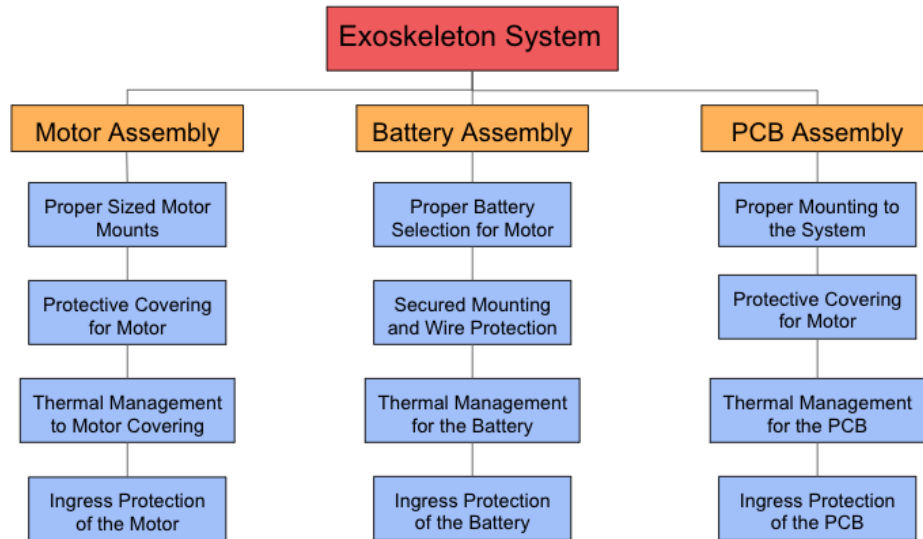 Exoskeleton System
Motor Assembly
Battery Assembly
PCB Assembly
Proper Sized Motor
Mounts
Proper Battery
Selection for Motor
Proper Mounting to
the System
Protective Covering
for Motor
Secured Mounting
and Wire Protection
Protective Covering
for Motor
Thermal Management
to Motor Covering
Thermal Management
for the Battery
Thermal Management
for the PCB
Ingress Protection
of the Motor
Ingress Protection
of the Battery
Ingress Protection
of the PCB